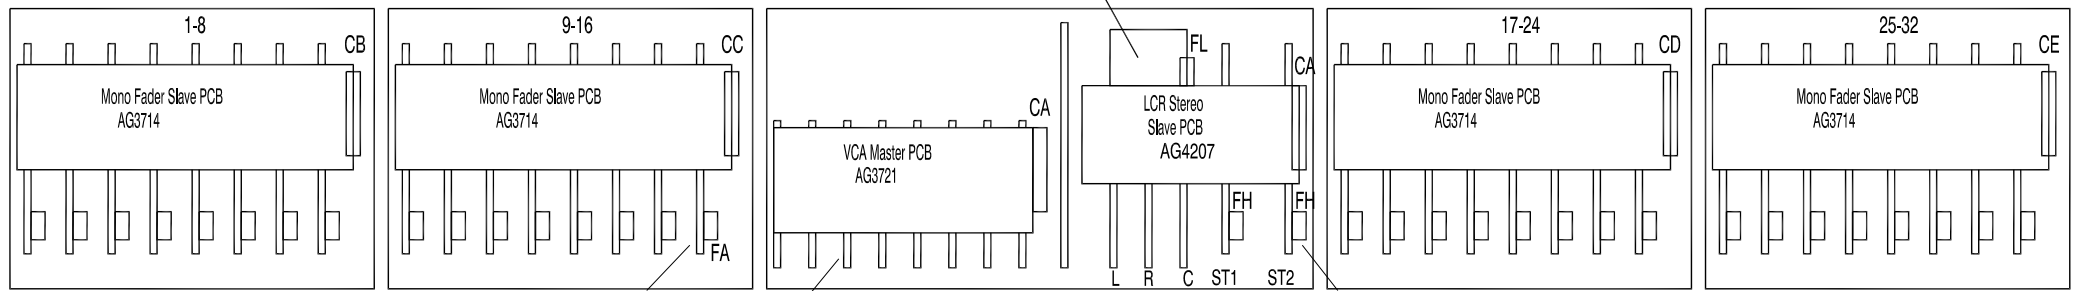 1-8
CB
Mono Fader Slave PCB
AG3714
9-16
CC
Mono Fader Slave PCB
AG3714
FA
CA
VCA Master PCB
AG3721
FL
CA
LCR Stereo
Slave PCB
AG4207
FH
FH
L R C ST1 ST2
17-24
CD
Mono Fader Slave PCB
AG3714
25-32
CE
Mono Fader Slave PCB
AG3714